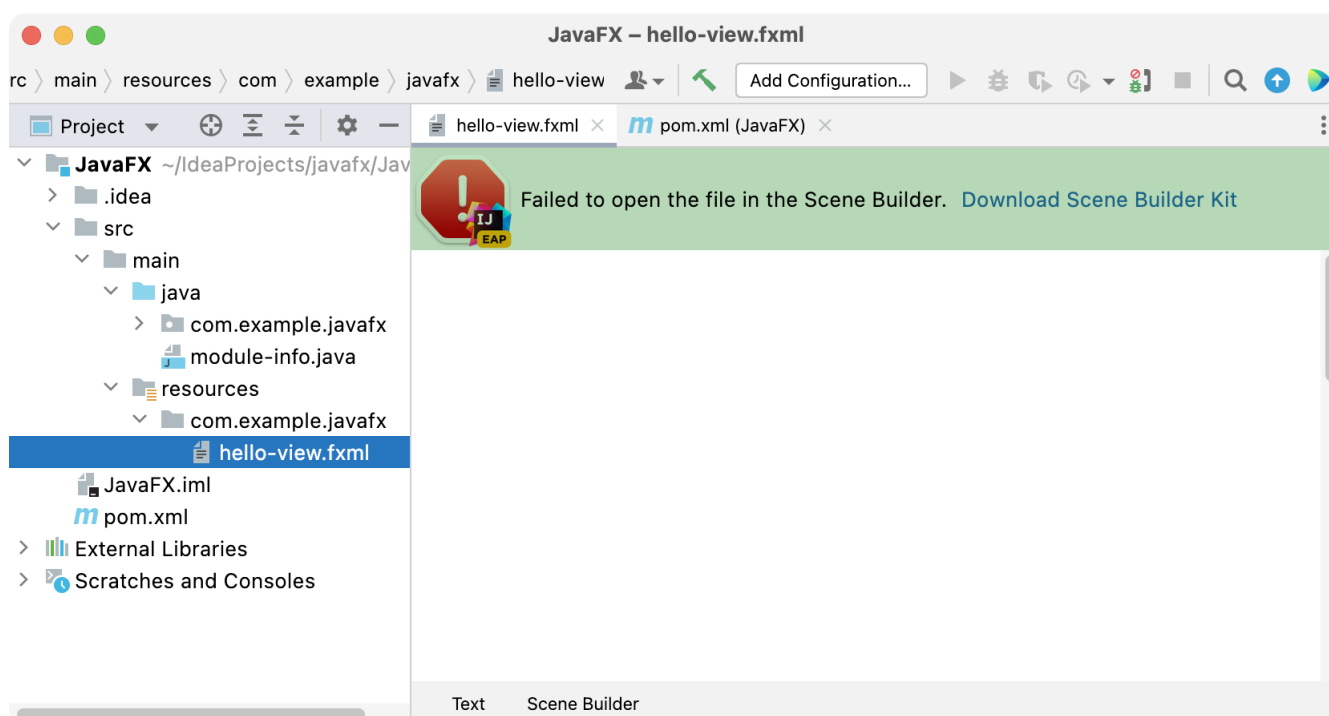 JavaFX – hello-view.fxml
rc 〉 main 〉 resources 〉 com 〉 example 〉 javafx 〉 hello-view Add Configuration...
Project
hello-view.fxml pom.xml (JavaFX)
JavaFX ~/IdeaProjects/javafx/Jav
Failed to open the file in the Scene Builder. Download Scene Builder Kit
IJ
EAP
.idea
src
main
java
com.example.javafx
module-info.java
resources
com.example.javafx
hello-view.fxml
JavaFX.iml
m pom.xml
External Libraries
Scratches and Consoles
Text Scene Builder